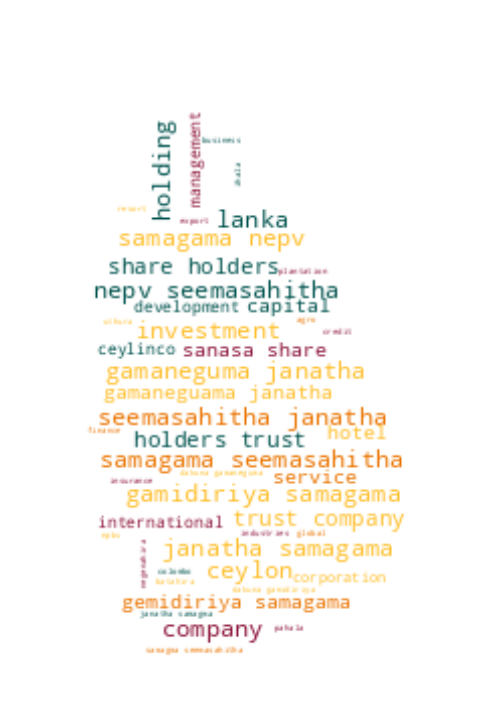 holding
management
business
resort
export
lanka
samagama nepv
share holders
plantation
nepv seemasahitha
development capital
uthura
agro
investment
credit
ceylinco sanasa share
gamaneguma janatha
gamaneguama janatha
seemasahitha janatha
finance
holders trust hotel
samagama seemasahitha
dakuna gamaneguma
insurance
service
gamidiriya samagama
international trust company
industries global
janatha samagama
colombo
ceylon corporation
batahira
dakuna gamidiriya
gemidiriya samagama
janatha samagma
company pahala
samagma seemasahitha